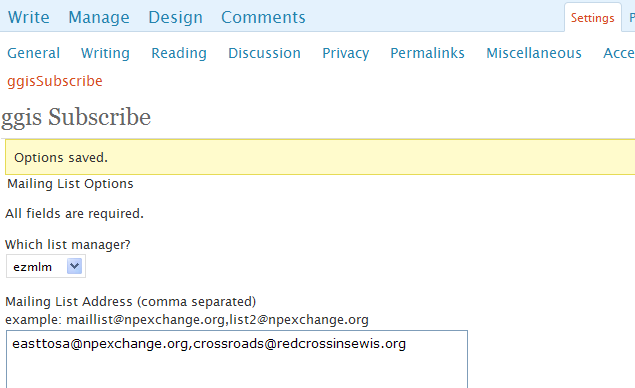 Write Manage Design Comments Settings P
General Writing Reading Discussion Privacy Permalinks Miscellaneous Acce
ggisSubscribe
ggis Subscribe
Options saved.
Mailing List Options
All fields are required.
Which list manager?
ezmlm
Mailing List Address (comma separated)
example: maillist@npexchange.org,list2@npexchange.org
easttosa@npexchange.org,crossroads@redcrossinsewis.org